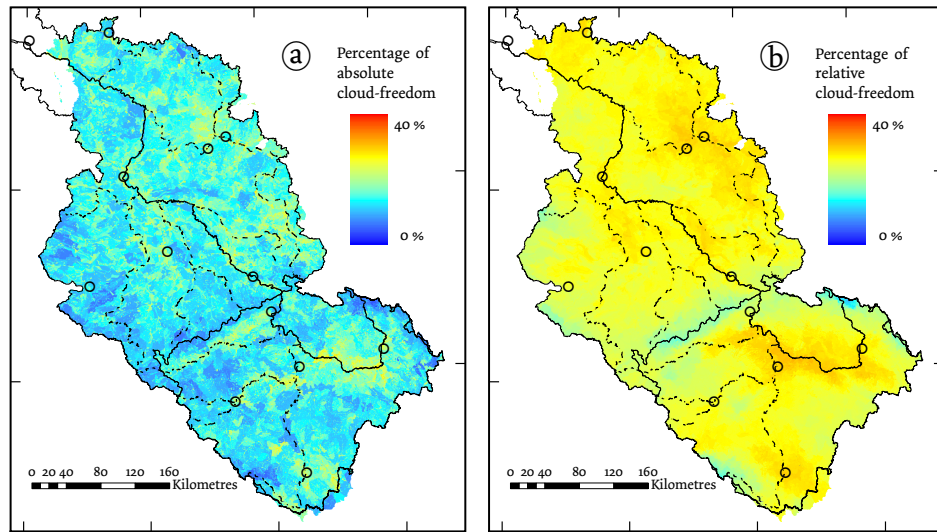 a
Percentage of
absolute
cloud-freedom
40 %
0 %
0 20 40 80 120 160
Kilometres
b
Percentage of
relative
cloud-freedom
40 %
0 %
0 20 40 80 120 160
Kilometres